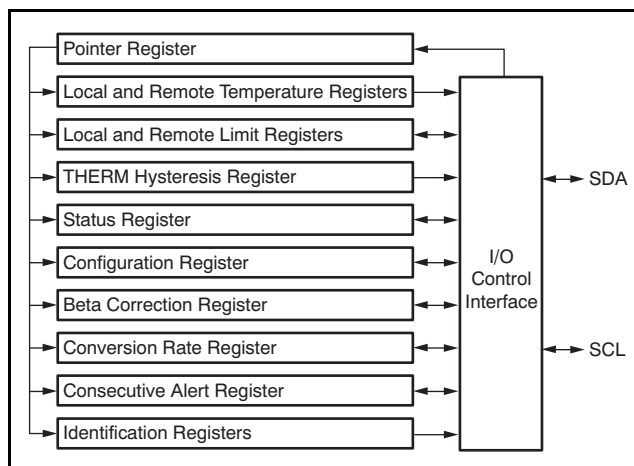 Pointer Register
Local and Remote Temperature Registers
Local and Remote Limit Registers
THERM Hysteresis Register
SDA
Status Register
I/O
Control
Interface
Configuration Register
Beta Correction Register
Conversion Rate Register
SCL
Consecutive Alert Register
Identification Registers